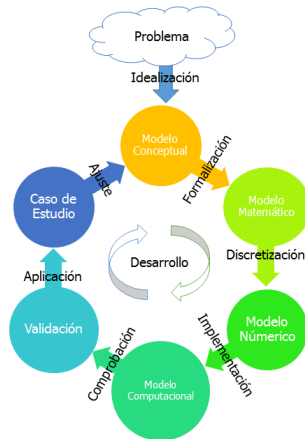 Problema
Idealización
Modelo
Conceptual
Formalización
Modelo
Matemático
Discretización
Modelo
Númerico
Implementación
Modelo
Computacional
Comprobación
Validación
Aplicación
Caso de
Estudio
Ajuste
Desarrollo